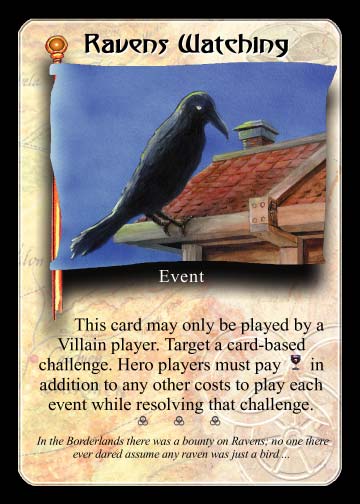 Ravens Watching
Event
This card may only be played by a
Villain player. Target a card-based
challenge. Hero players must pay in
addition to any other costs to play each
event while resolving that challenge.
In the Borderlands there was a bounty on Ravens; no one there
ever dared assume any raven was just a bird ...